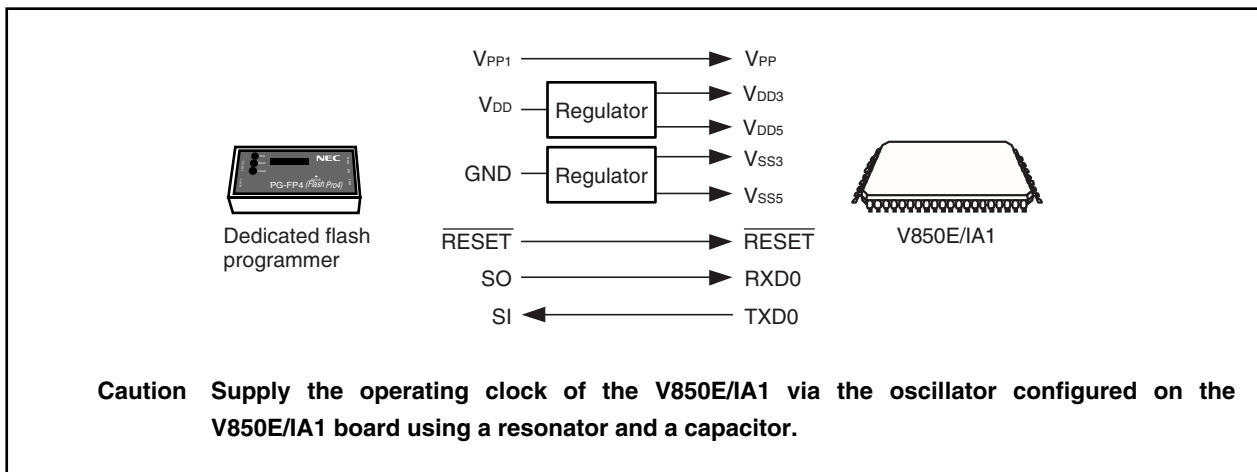 VPP1 VPP
VDD Regulator VDD3
VDD5
GND Regulator VSS3
VSS5
RESET RESET
SO RXD0
SI TXD0
NEC
PG-FP4 (Flash Pro4)
Dedicated flash
programmer
V850E/IA1
Caution Supply the operating clock of the V850E/IA1 via the oscillator configured on the
V850E/IA1 board using a resonator and a capacitor.